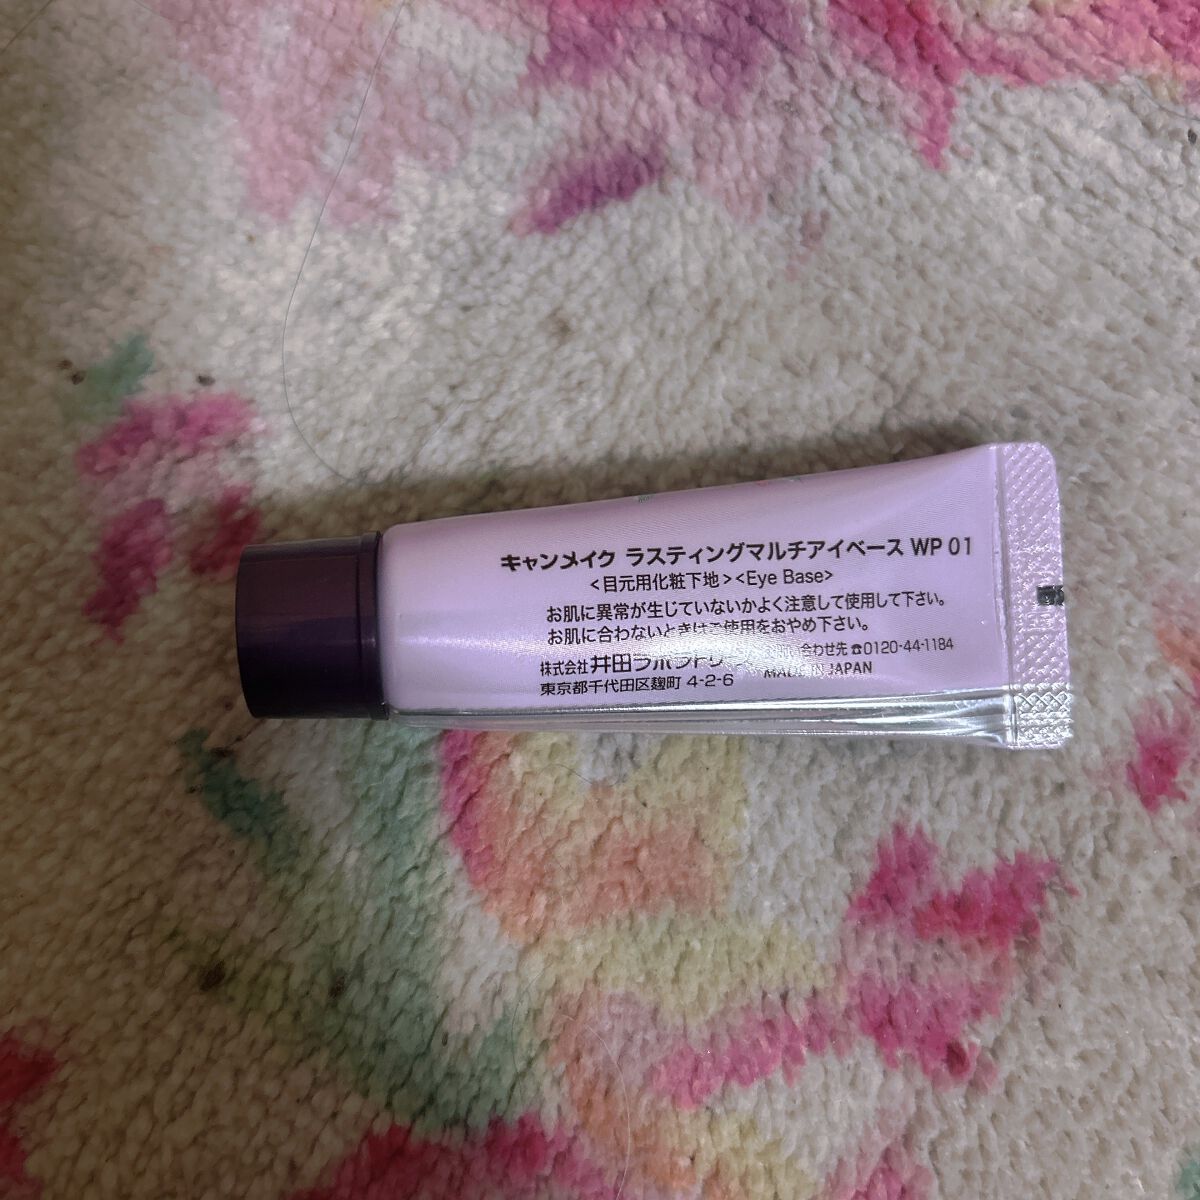 キャンメイク ラスティングマルチアイベース WP 01
<目元用化粧下地><Eye Base>
お肌に異常が生じていないかよく注意して使用して下さい。
お肌に合わないときはご使用をおやめ下さい。
株式会社 井田ラボラトリ
い合わせ先 ☎0120-44-1184
東京都千代田区麹町 4-2-6
MADE IN JAPAN